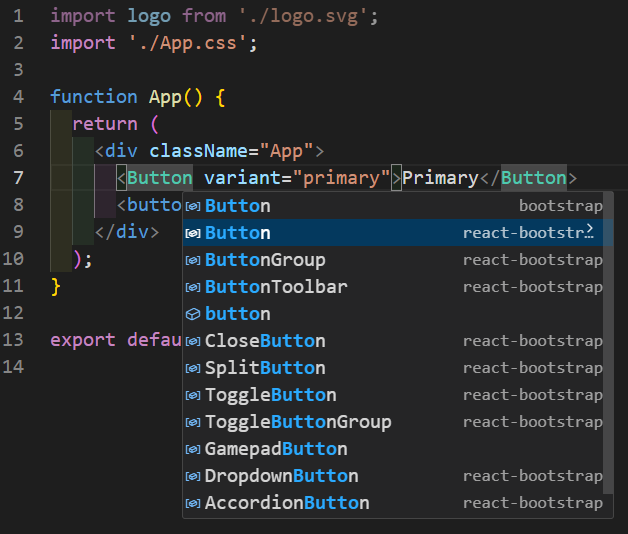 1 import logo from './logo.svg';
2 import './App.css';
3
4 function App() {
5 return (
6 <div className="App">
7 <Button variant="primary">Primary</Button>
8 <butto
Button bootstrap
9 </div>
Button react-bootstr…
10 );
ButtonGroup react-bootstrap
11 }
ButtonToolbar react-bootstrap
12
button
13 export defau
CloseButton react-bootstrap
14
SplitButton react-bootstrap
ToggleButton react-bootstrap
ToggleButtonGroup react-bootstrap
GamepadButton
DropdownButton react-bootstrap
AccordionButton react-bootstrap